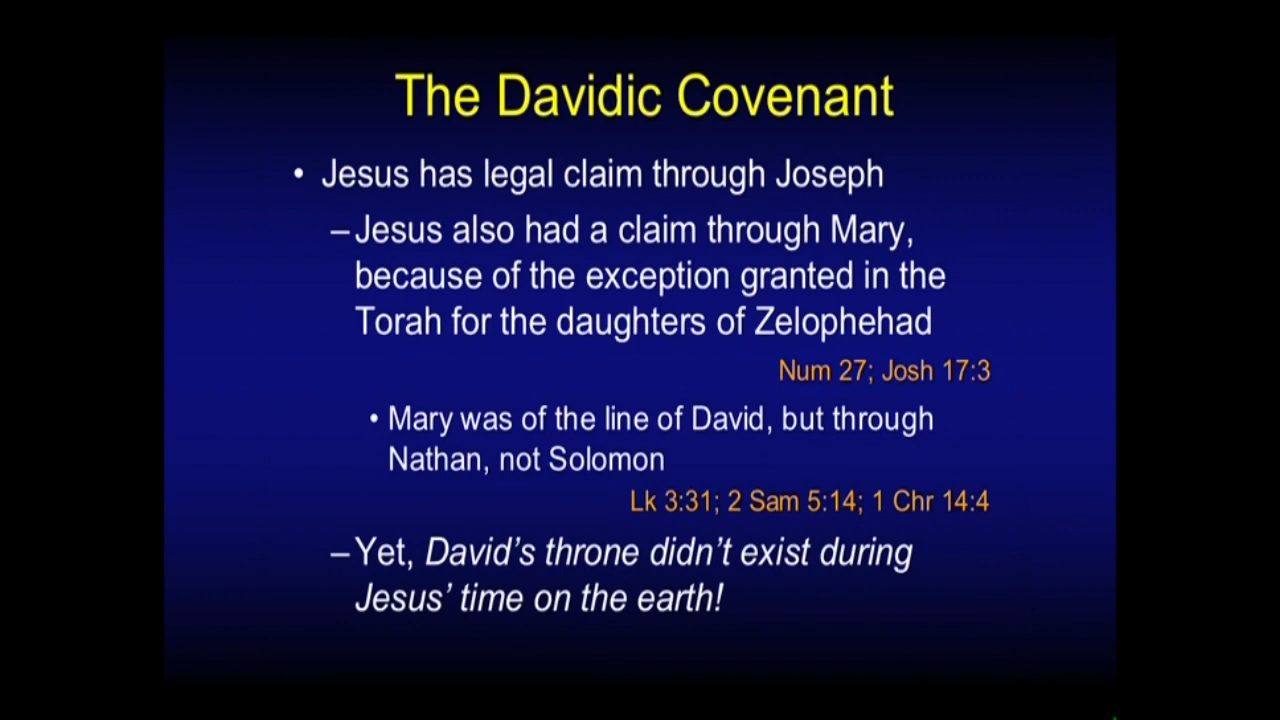 The Davidic Covenant
• Jesus has legal claim through Joseph
–Jesus also had a claim through Mary,
because of the exception granted in the
Torah for the daughters of Zelophehad
Num 27; Josh 17:3
• Mary was of the line of David, but through
Nathan, not Solomon
Lk 3:31; 2 Sam 5:14; 1 Chr 14:4
–Yet, David’s throne didn’t exist during
Jesus’ time on the earth!